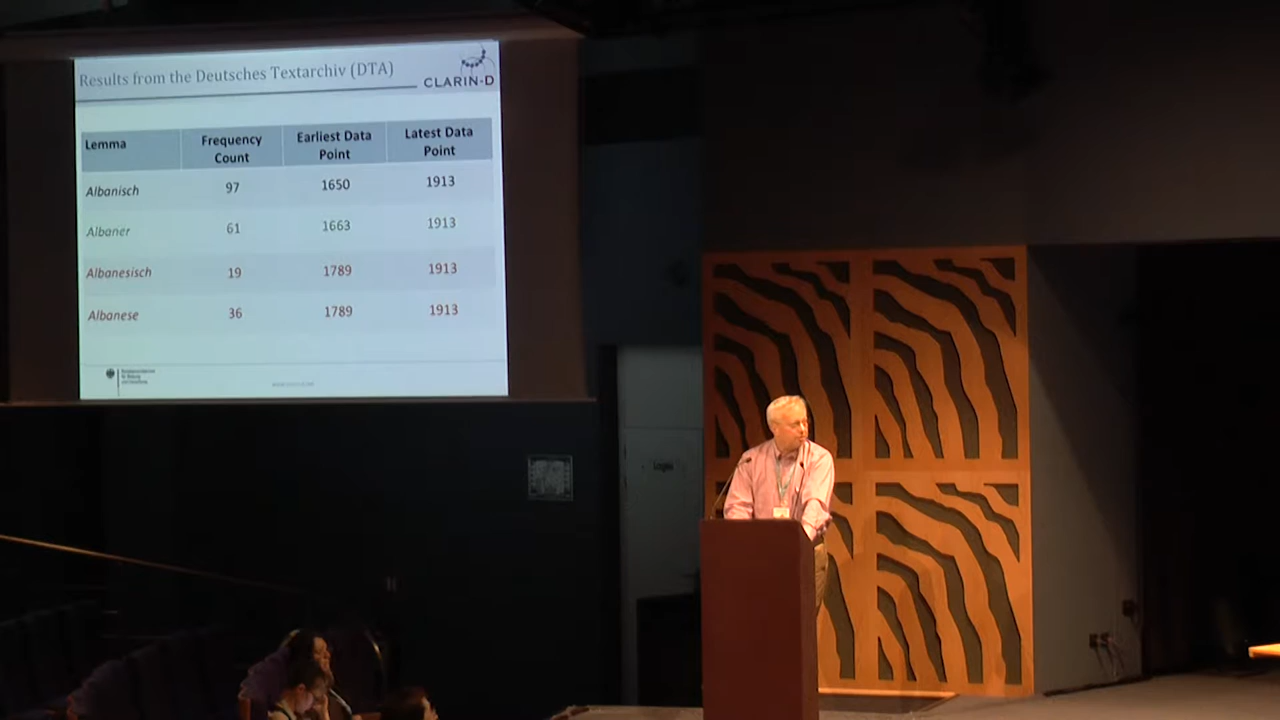 Results from the Deutsches Textarchiv (DTA)
CLARIN-D
Lemma Frequency Count Earliest Data Point Latest Data Point
Albanisch 97 1650 1913
Albaner 61 1663 1913
Albanesisch 19 1789 1913
Albanese 36 1789 1913